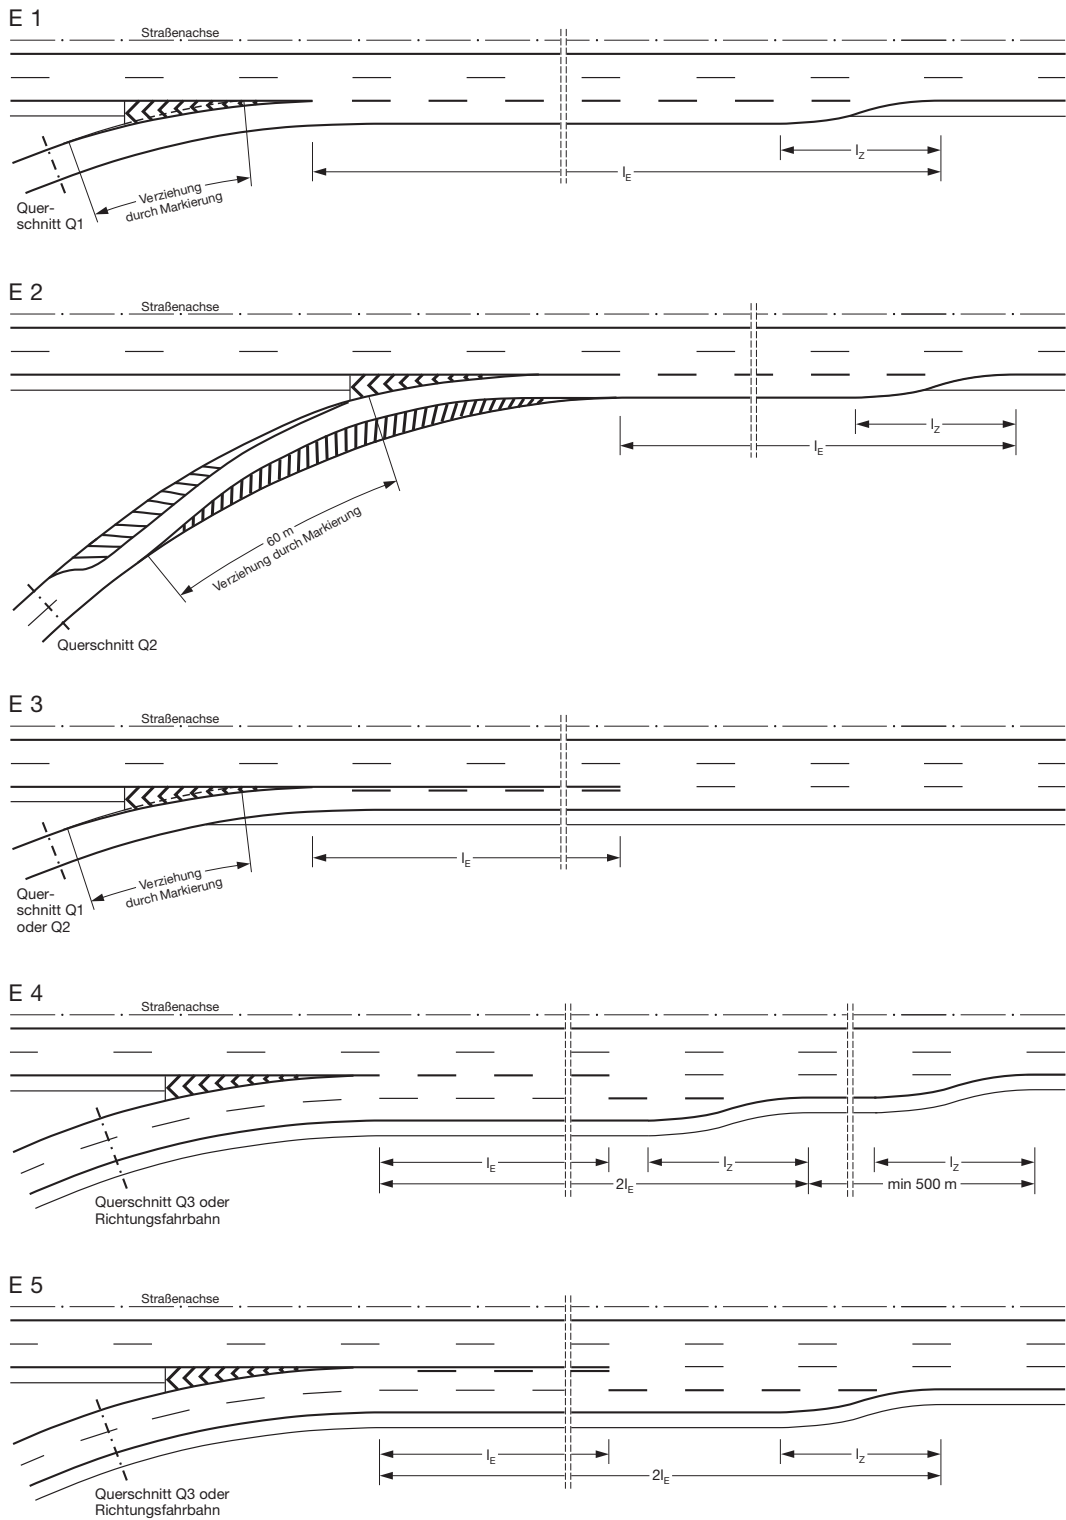 E 1
Straßenachse
lZ
lE
Verziehung
durch Markierung
Quer-
schnitt Q1
E 2
Straßenachse
lZ
lE
60 m
Verziehung durch Markierung
Querschnitt Q2
E 3
Straßenachse
lE
Verziehung
durch Markierung
Quer-
schnitt Q1
oder Q2
E 4
Straßenachse
lE
lZ
lZ
2lE
min 500 m
Querschnitt Q3 oder
Richtungsfahrbahn
E 5
Straßenachse
lE
lZ
2lE
Querschnitt Q3 oder
Richtungsfahrbahn